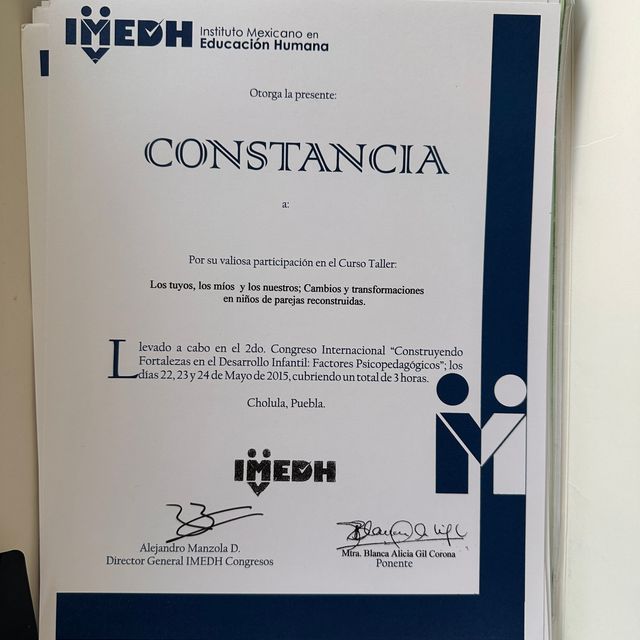 IMEDH Instituto Mexicano en
Educación Humana
Otorga la presente:
CONSTANCIA
a:
Por su valiosa participación en el Curso Taller:
Los tuyos, los míos y los nuestros; Cambios y transformaciones
en niños de parejas reconstruidas.
Llevado a cabo en el 2do. Congreso Internacional “Construyendo
Fortalezas en el Desarrollo Infantil: Factores Psicopedagógicos”; los
días 22, 23 y 24 de Mayo de 2015, cubriendo un total de 3 horas.
Cholula, Puebla.
IMEDH
Alejandro Manzola D.
Director General IMEDH Congresos
Mtra. Blanca Alicia Gil Corona
Ponente